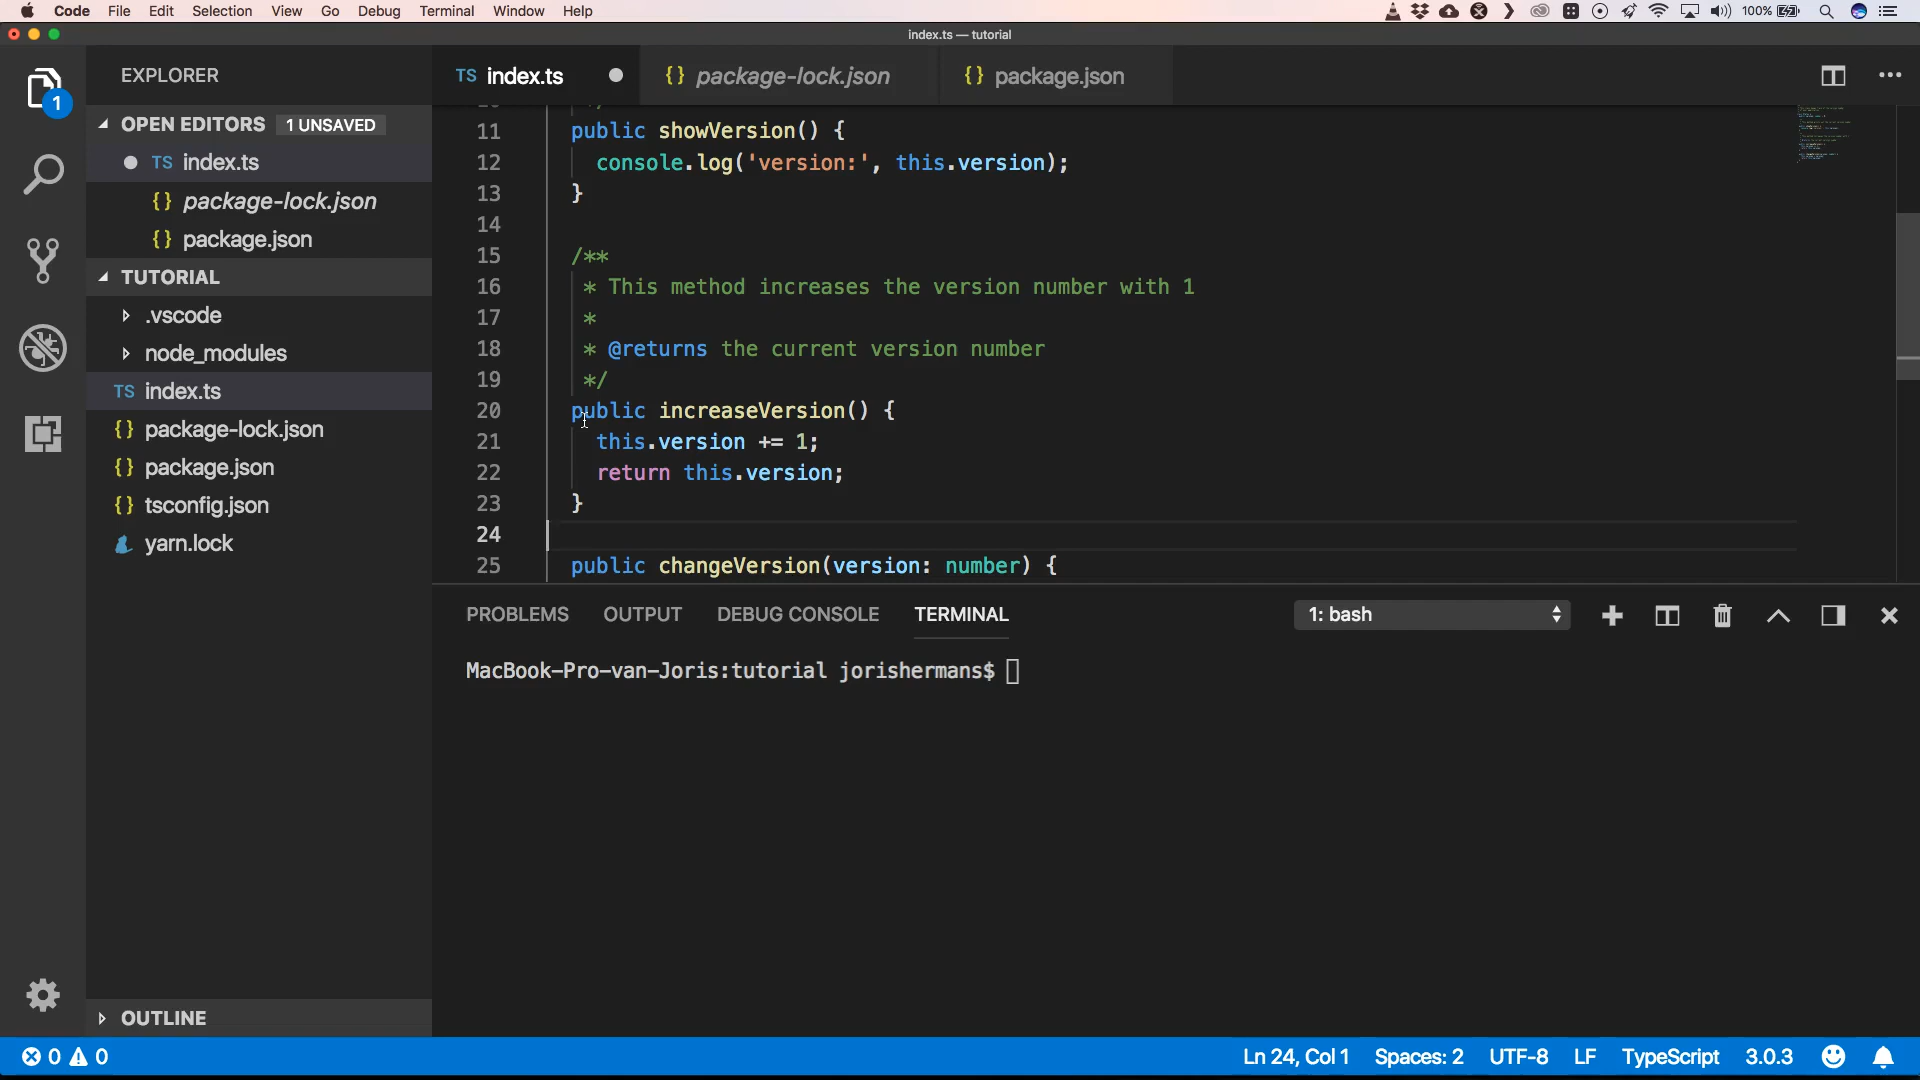 Code File Edit Selection View Go Debug Terminal Window Help 100%
index.ts — tutorial
EXPLORER
OPEN EDITORS 1 UNSAVED
TS index.ts
{} package-lock.json
{} package.json
TUTORIAL
.vscode
node_modules
TS index.ts
{} package-lock.json
{} package.json
{} tsconfig.json
yarn.lock
OUTLINE
1
TS index.ts {} package-lock.json {} package.json
11 public showVersion() {
12 console.log('version:', this.version);
13 }
14
15 /**
16 * This method increases the version number with 1
17 *
18 * @returns the current version number
19 */
20 public increaseVersion() {
21 this.version += 1;
22 return this.version;
23 }
24
25 public changeVersion(version: number) {
PROBLEMS OUTPUT DEBUG CONSOLE TERMINAL 1: bash
MacBook-Pro-van-Joris:tutorial jorishermans$
0 0 Ln 24, Col 1 Spaces: 2 UTF-8 LF TypeScript 3.0.3